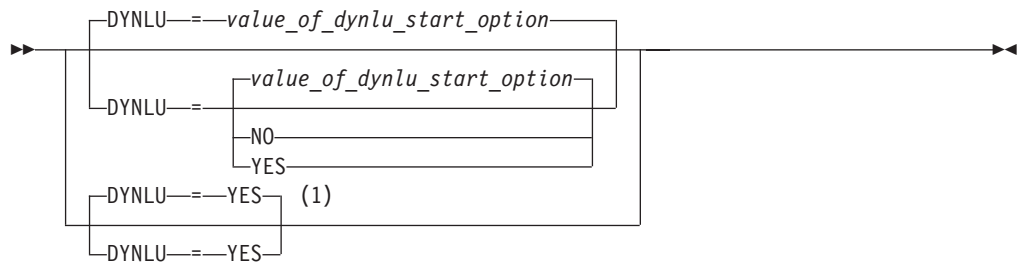 DYNLU = value_of_dynlu_start_option
value_of_dynlu_start_option
DYNLU =
NO
YES
DYNLU = YES (1)
DYNLU = YES